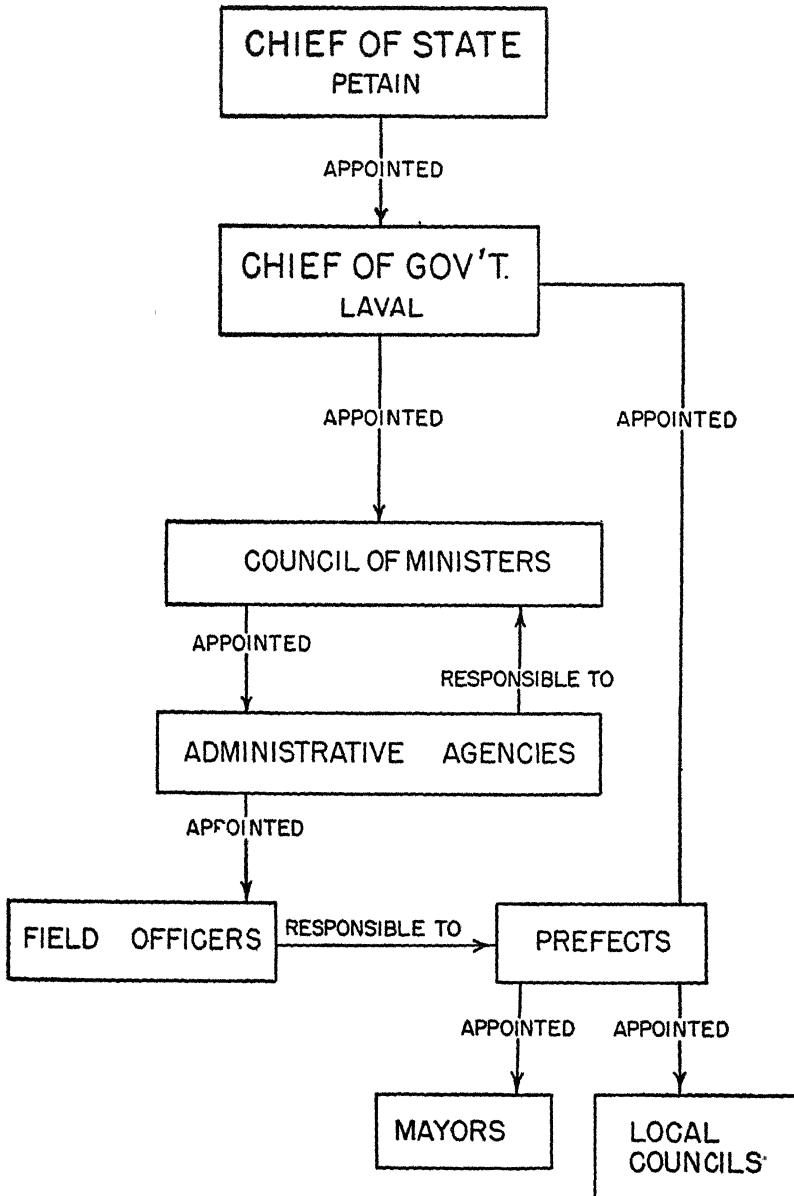 CHIEF OF STATE
PETAIN
APPOINTED
CHIEF OF GOV'T.
LAVAL
APPOINTED
APPOINTED
COUNCIL OF MINISTERS
APPOINTED
RESPONSIBLE TO
ADMINISTRATIVE AGENCIES
APPOINTED
FIELD OFFICERS
RESPONSIBLE TO
PREFECTS
APPOINTED
APPOINTED
MAYORS
LOCAL
COUNCILS